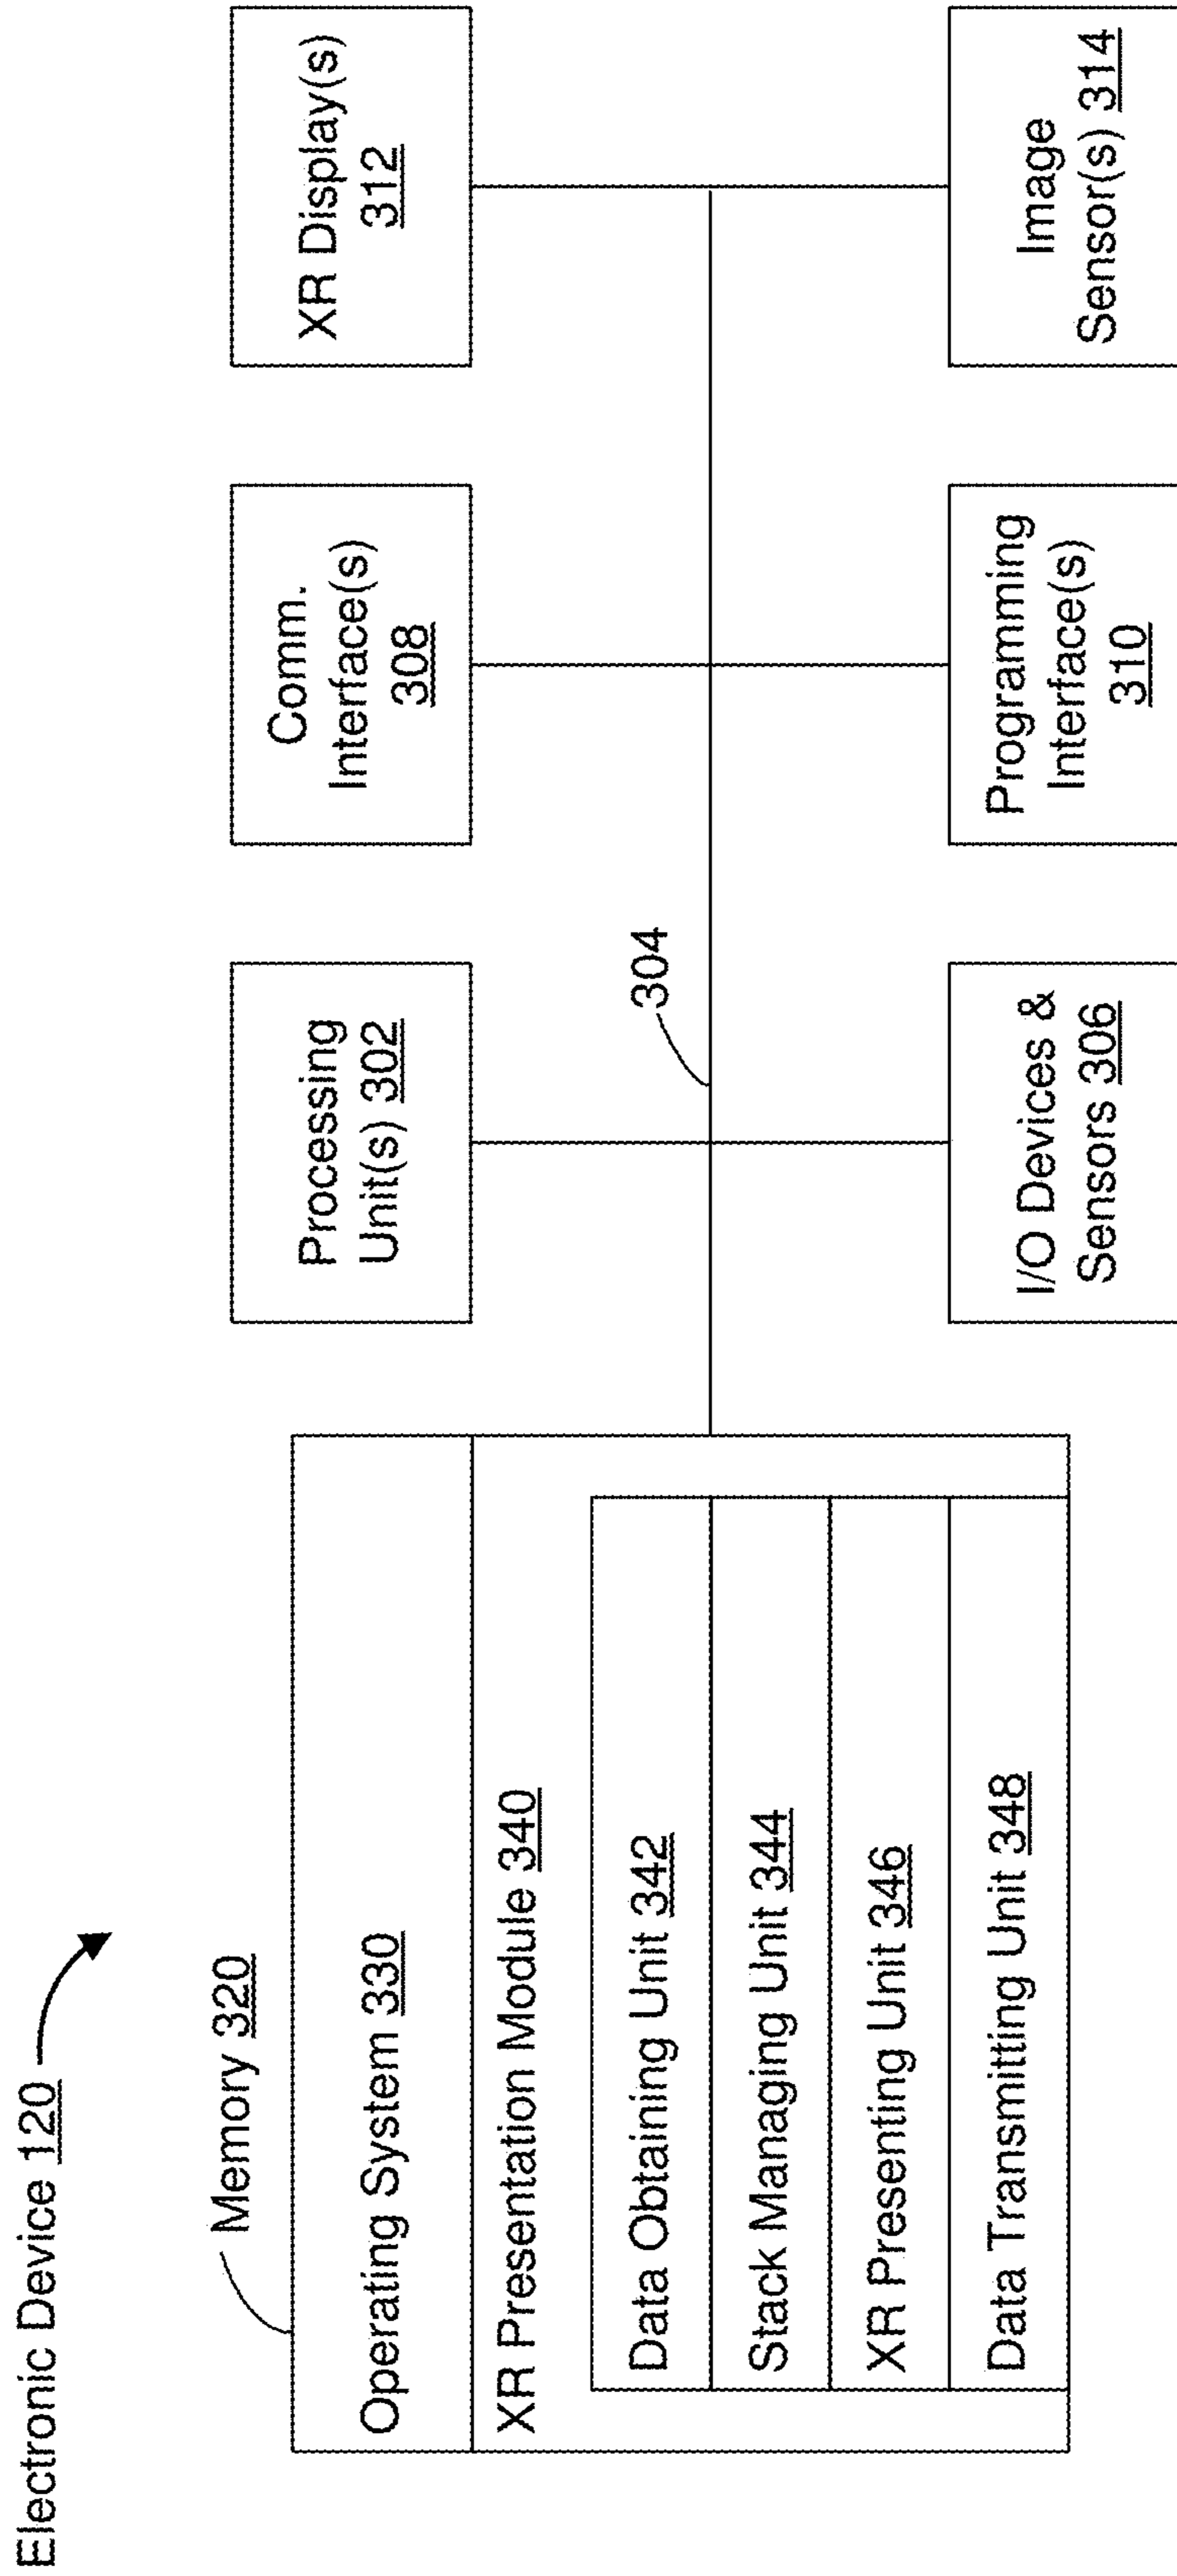 Electronic Device 120
Memory 320
Operating System 330
XR Presentation Module 340
Data Obtaining Unit 342
Stack Managing Unit 344
XR Presenting Unit 346
Data Transmitting Unit 348
Processing
Unit(s) 302
Comm.
Interface(s)
308
XR Display(s)
312
304
I/O Devices &
Sensors 306
Programming
Interface(s)
310
Image
Sensor(s) 314